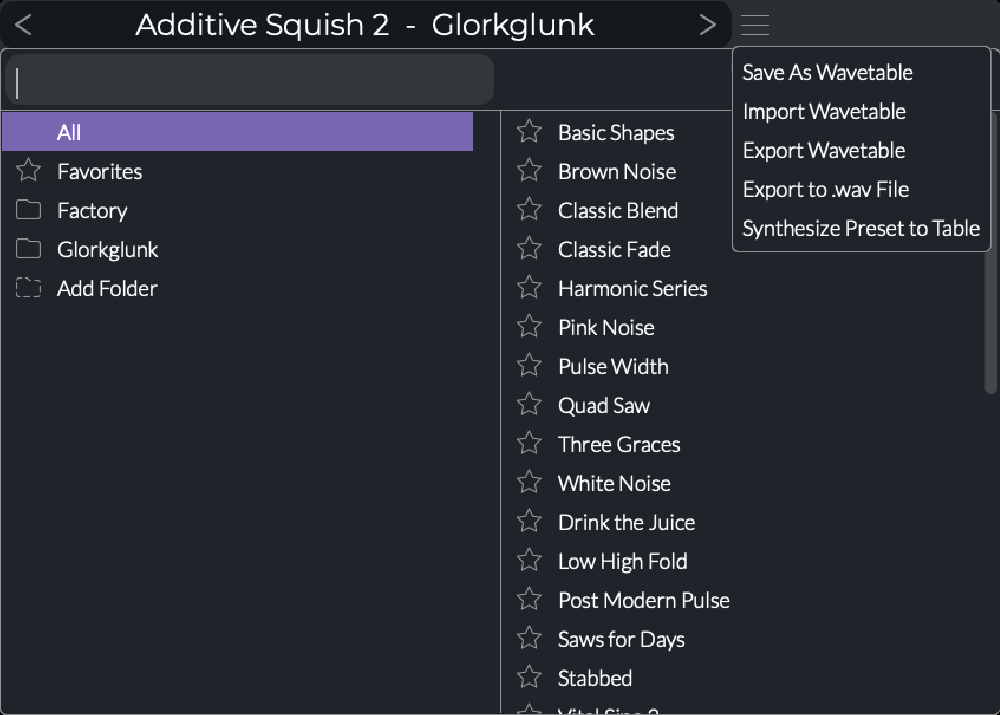 Additive Squish 2 - Glorkglunk
Save As Wavetable
Import Wavetable
Export Wavetable
Export to .wav File
Synthesize Preset to Table
All
Favorites
Factory
Glorkglunk
Add Folder
Basic Shapes
Brown Noise
Classic Blend
Classic Fade
Harmonic Series
Pink Noise
Pulse Width
Quad Saw
Three Graces
White Noise
Drink the Juice
Low High Fold
Post Modern Pulse
Saws for Days
Stabbed